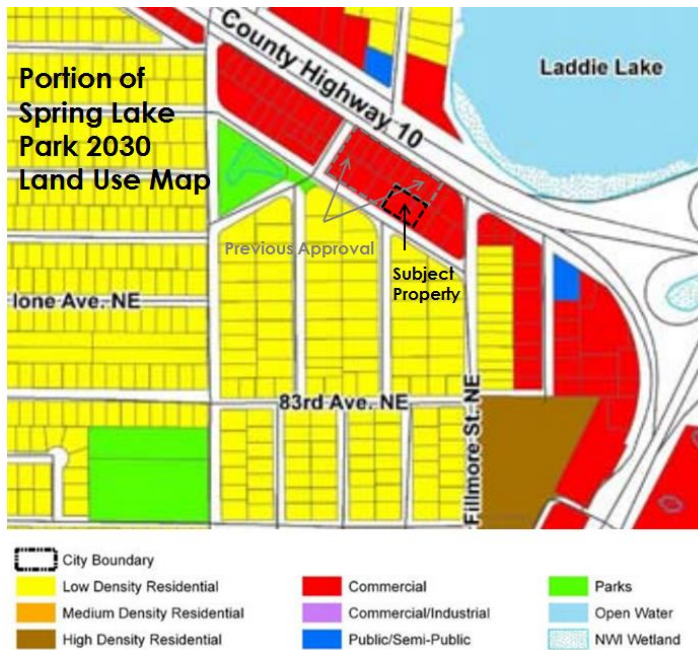 Portion of
Spring Lake
Park 2030
Land Use Map
County Highway 10
Laddie Lake
Previous Approval
Subject
Property
Ione Ave. NE
83rd Ave. NE
Fillmore St. NE
City Boundary
Low Density Residential
Medium Density Residential
High Density Residential
Commercial
Commercial/Industrial
Public/Semi-Public
Parks
Open Water
NWI Wetland